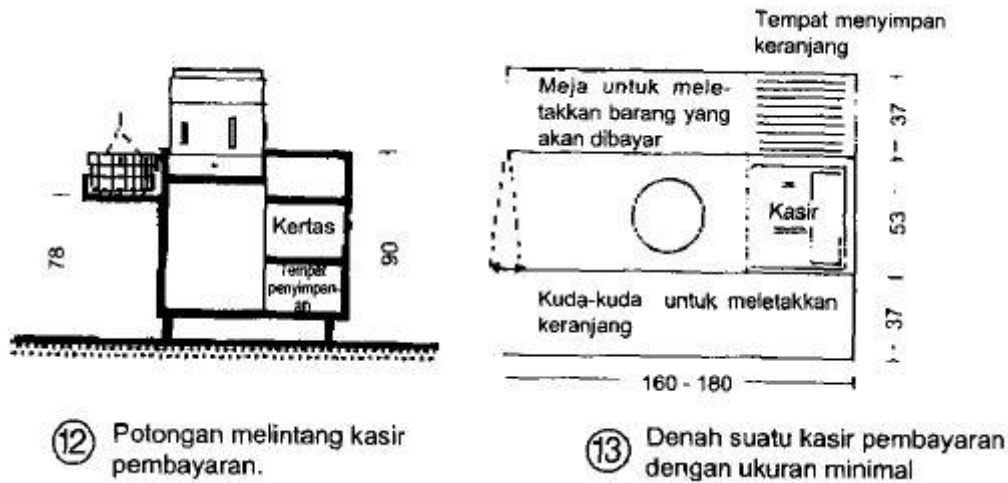 Kertas
Tempat
penyimpan-
an
78
90
12 Potongan melintang kasir
pembayaran.
Tempat menyimpan
keranjang
Meja untuk mele-
takkan barang yang
akan dibayar
Kasir
Kuda-kuda untuk meletakkan
keranjang
37
53
37
160 - 180
13 Denah suatu kasir pembayaran
dengan ukuran minimal